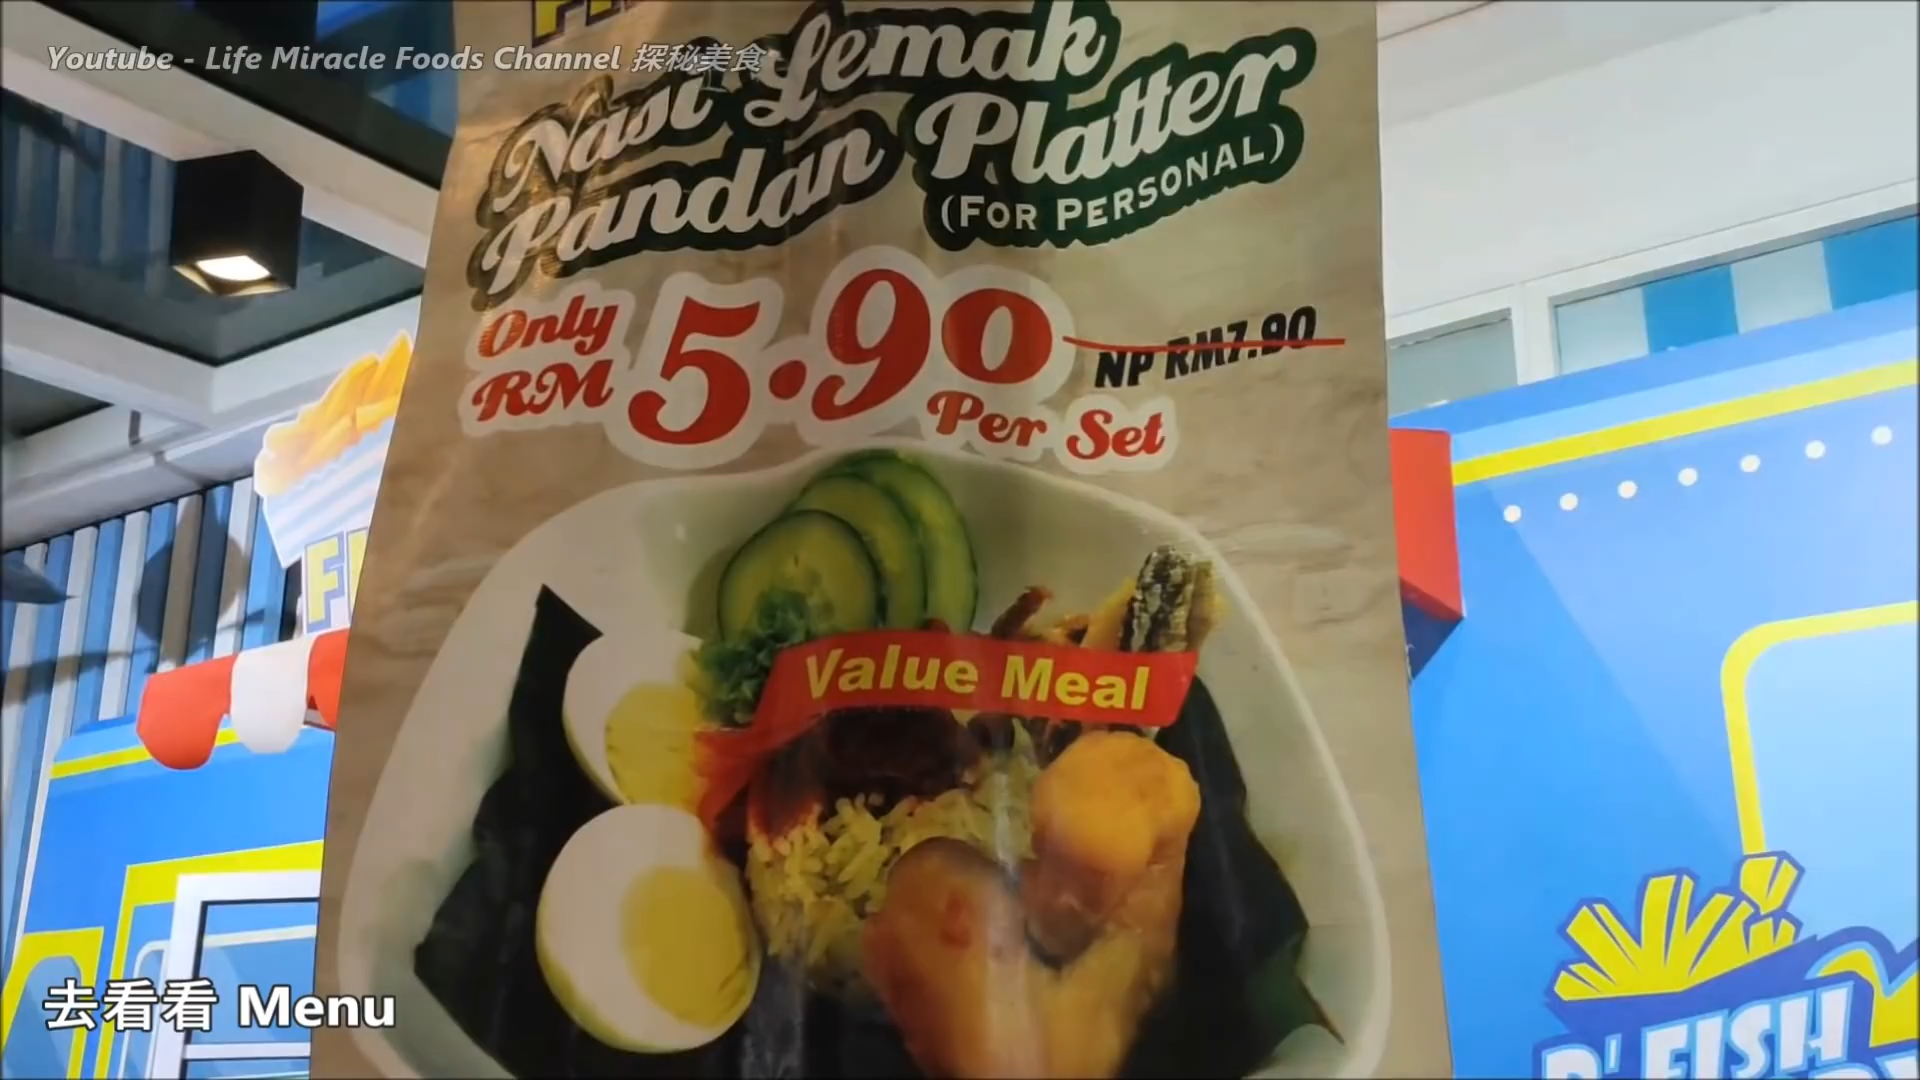 Youtube - Life Miracle Foods Channel 探秘美食
Nasi Lemak
Pandan Platter
(FOR PERSONAL)
Only
RM 5.90
NP RM7.90
Per Set
Value Meal
去看看 Menu
D' FISH